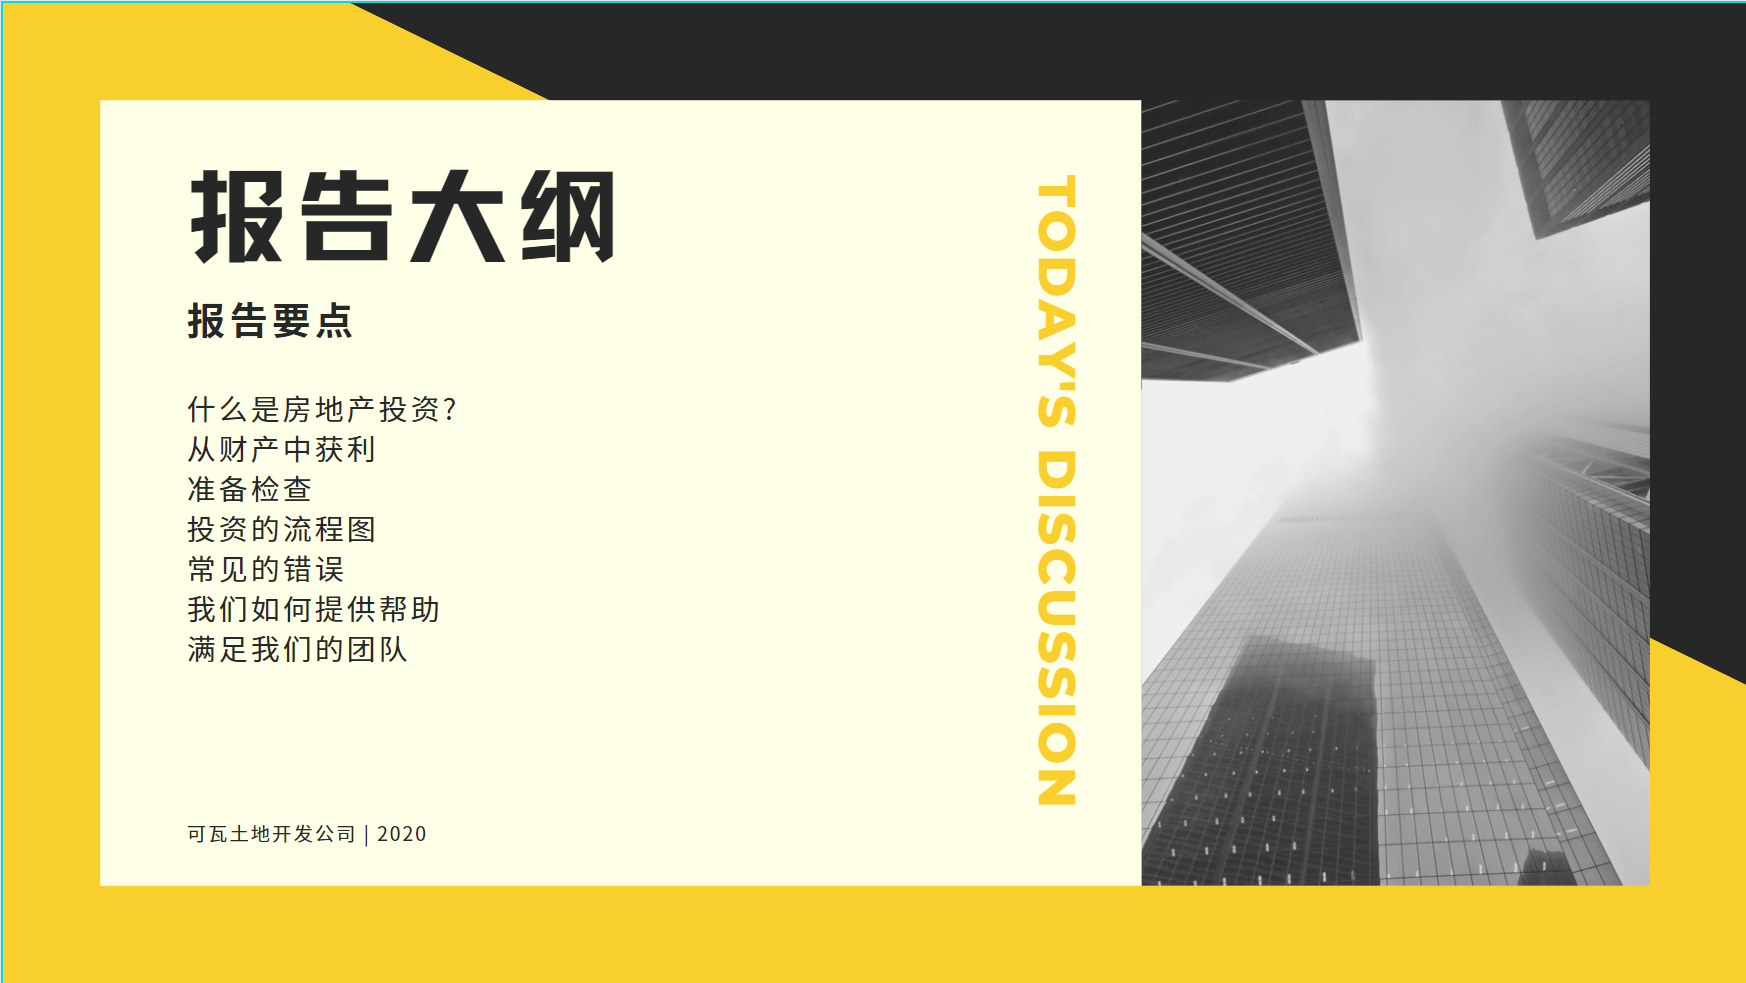 报告大纲
报告要点
什么是房地产投资?
从财产中获利
准备检查
投资的流程图
常见的错误
我们如何提供帮助
满足我们的团队
可瓦土地开发公司 | 2020
TODAY'S DISCUSSION